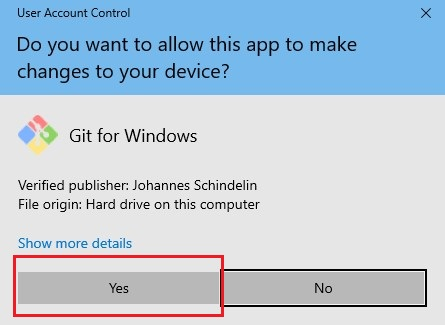 User Account Control
Do you want to allow this app to make
changes to your device?
Git for Windows
Verified publisher: Johannes Schindelin
File origin: Hard drive on this computer
Show more details
Yes
No